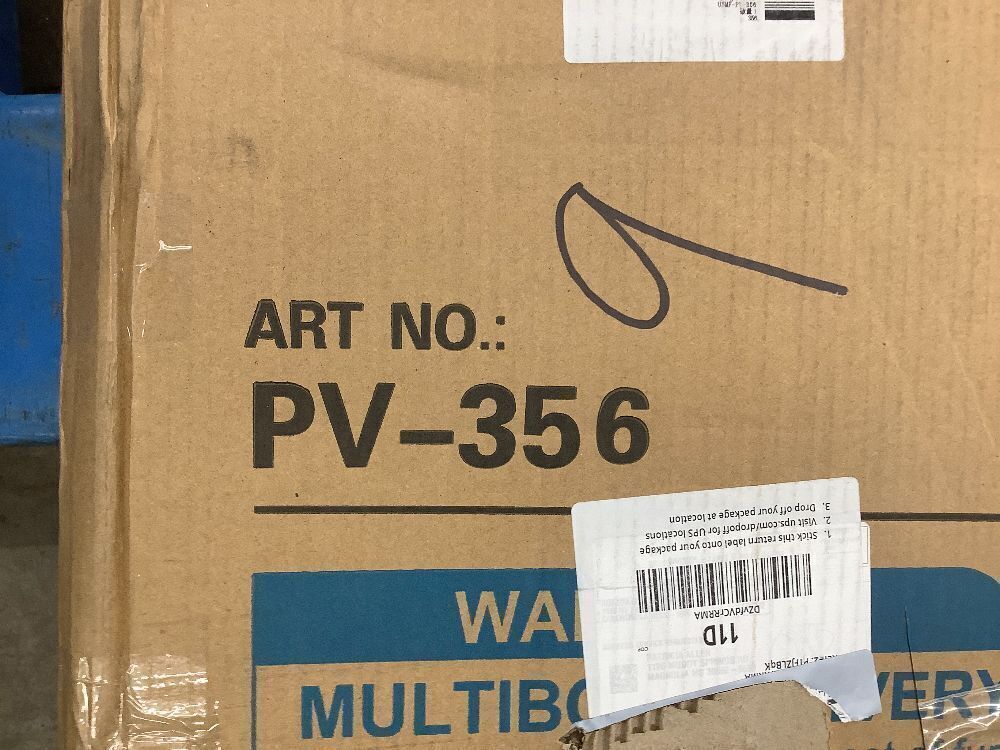 ART NO.:
PV-356
1. Stick this return label onto your package
2. Visit ups.com/dropoff for UPS locations
3. Drop off your package at location
DZvfdVCrRRMA
11D
WA
MULTIBO VERY